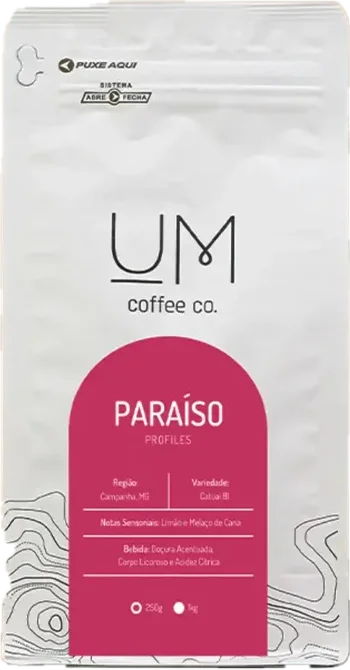 PUXE AQUI
SISTEMA
ABRE FECHA
UM
coffee co.
PARAÍSO
PROFILES
Região:
Campanha, MG
Variedade:
Catuaí 81
Notas Sensoriais: Limão e Melaço de Cana
Bebida: Doçura Acentuada,
Corpo Licoroso e Acidez Cítrica
250g
1kg